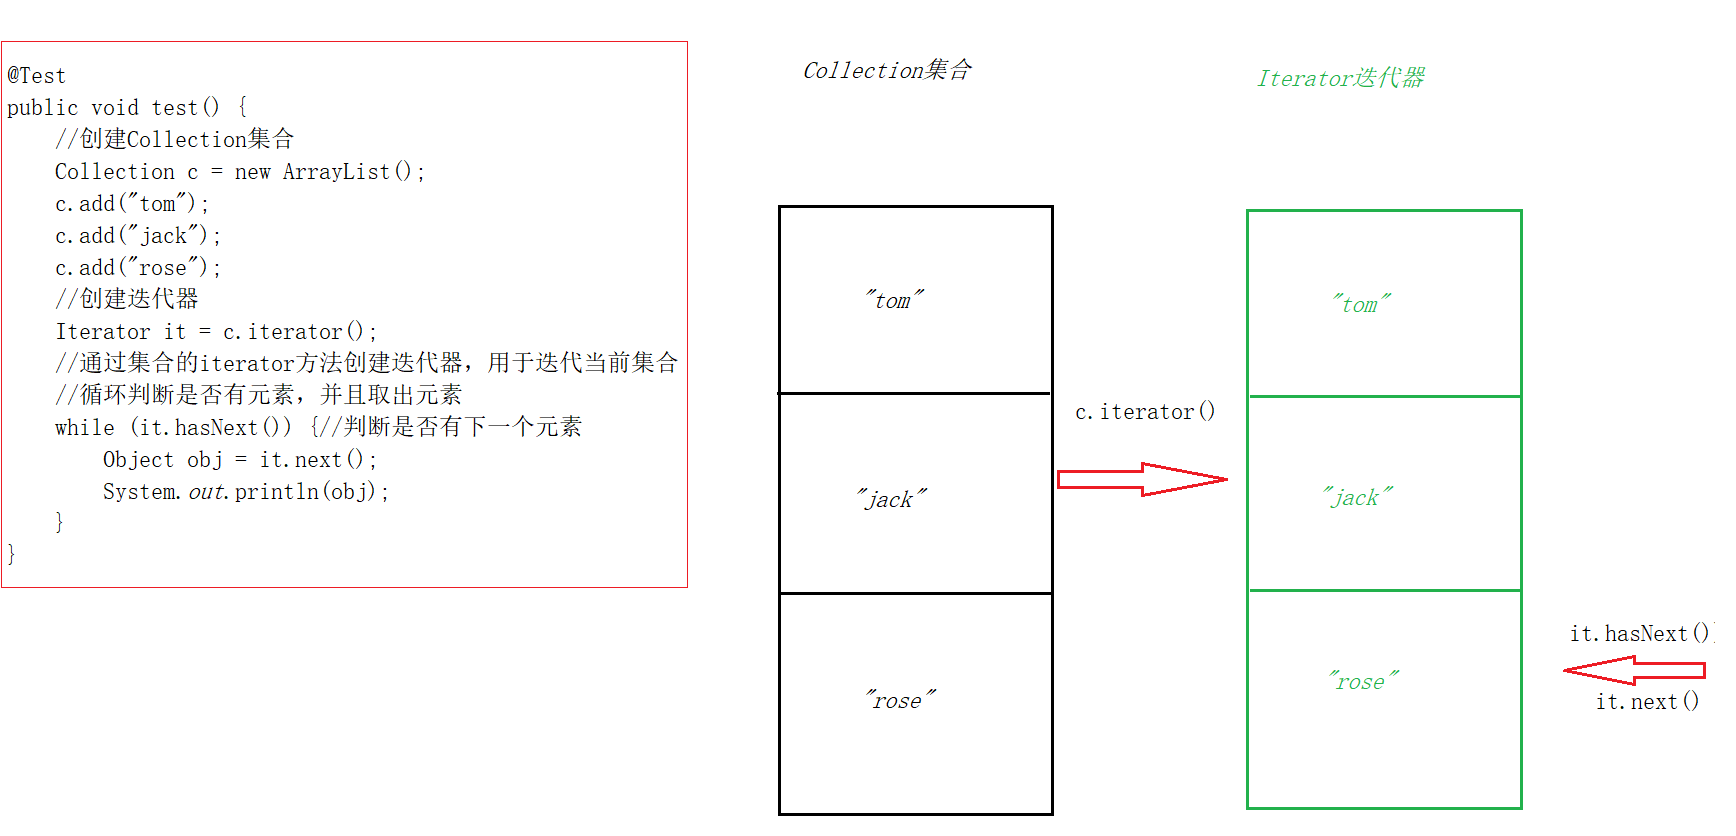 @Test
public void test() {
//创建Collection集合
Collection c = new ArrayList();
c.add("tom");
c.add("jack");
c.add("rose");
//创建迭代器
Iterator it = c.iterator();
//通过集合的iterator方法创建迭代器，用于迭代当前集合
//循环判断是否有元素，并且取出元素
while (it.hasNext()) {//判断是否有下一个元素
Object obj = it.next();
System.out.println(obj);
}
}
Collection集合
"tom"
"jack"
"rose"
c.iterator()
Iterator迭代器
"tom"
"jack"
"rose"
it.hasNext())
it.next()